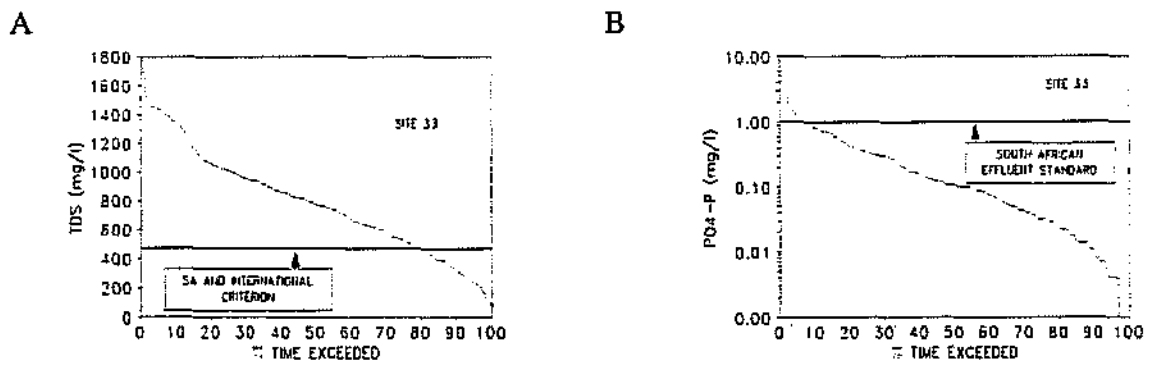 A
1800
1600
1400
1200
1000
800
600
400
200
0
TDS (mg/l)
SITE 33
SA AND INTERNATIONAL
CRITERION
0 10 20 30 40 50 60 70 80 90 100
% TIME EXCEEDED
B
10.00
1.00
0.10
0.01
0.00
PO4-P (mg/l)
SITE 33
SOUTH AFRICAN
EFFLUENT STANDARD
0 10 20 30 40 50 60 70 80 90 100
% TIME EXCEEDED